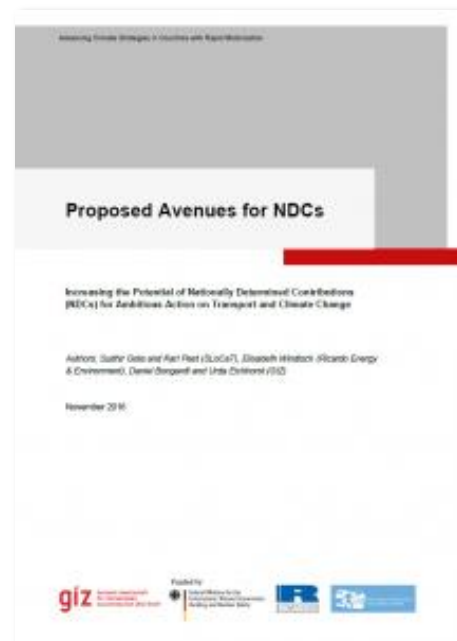 Advancing Climate Strategies in Countries with Rapid Motorisation
Proposed Avenues for NDCs
Increasing the Potential of Nationally Determined Contributions
(NDCs) for Ambitious Action on Transport and Climate Change
Authors: Sudhir Gota and Karl Peet (SLoCaT), Elisabeth Windisch (Ricardo Energy
& Environment), Daniel Bongardt and Urda Eichhorst (GIZ)
November 2016
Funded by
giz